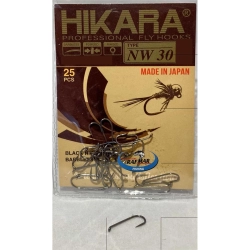 HIKARA®
PROFESSIONAL FLY HOOKS
TYPE
NW 30
25
PCS
MADE IN JAPAN
BLACK